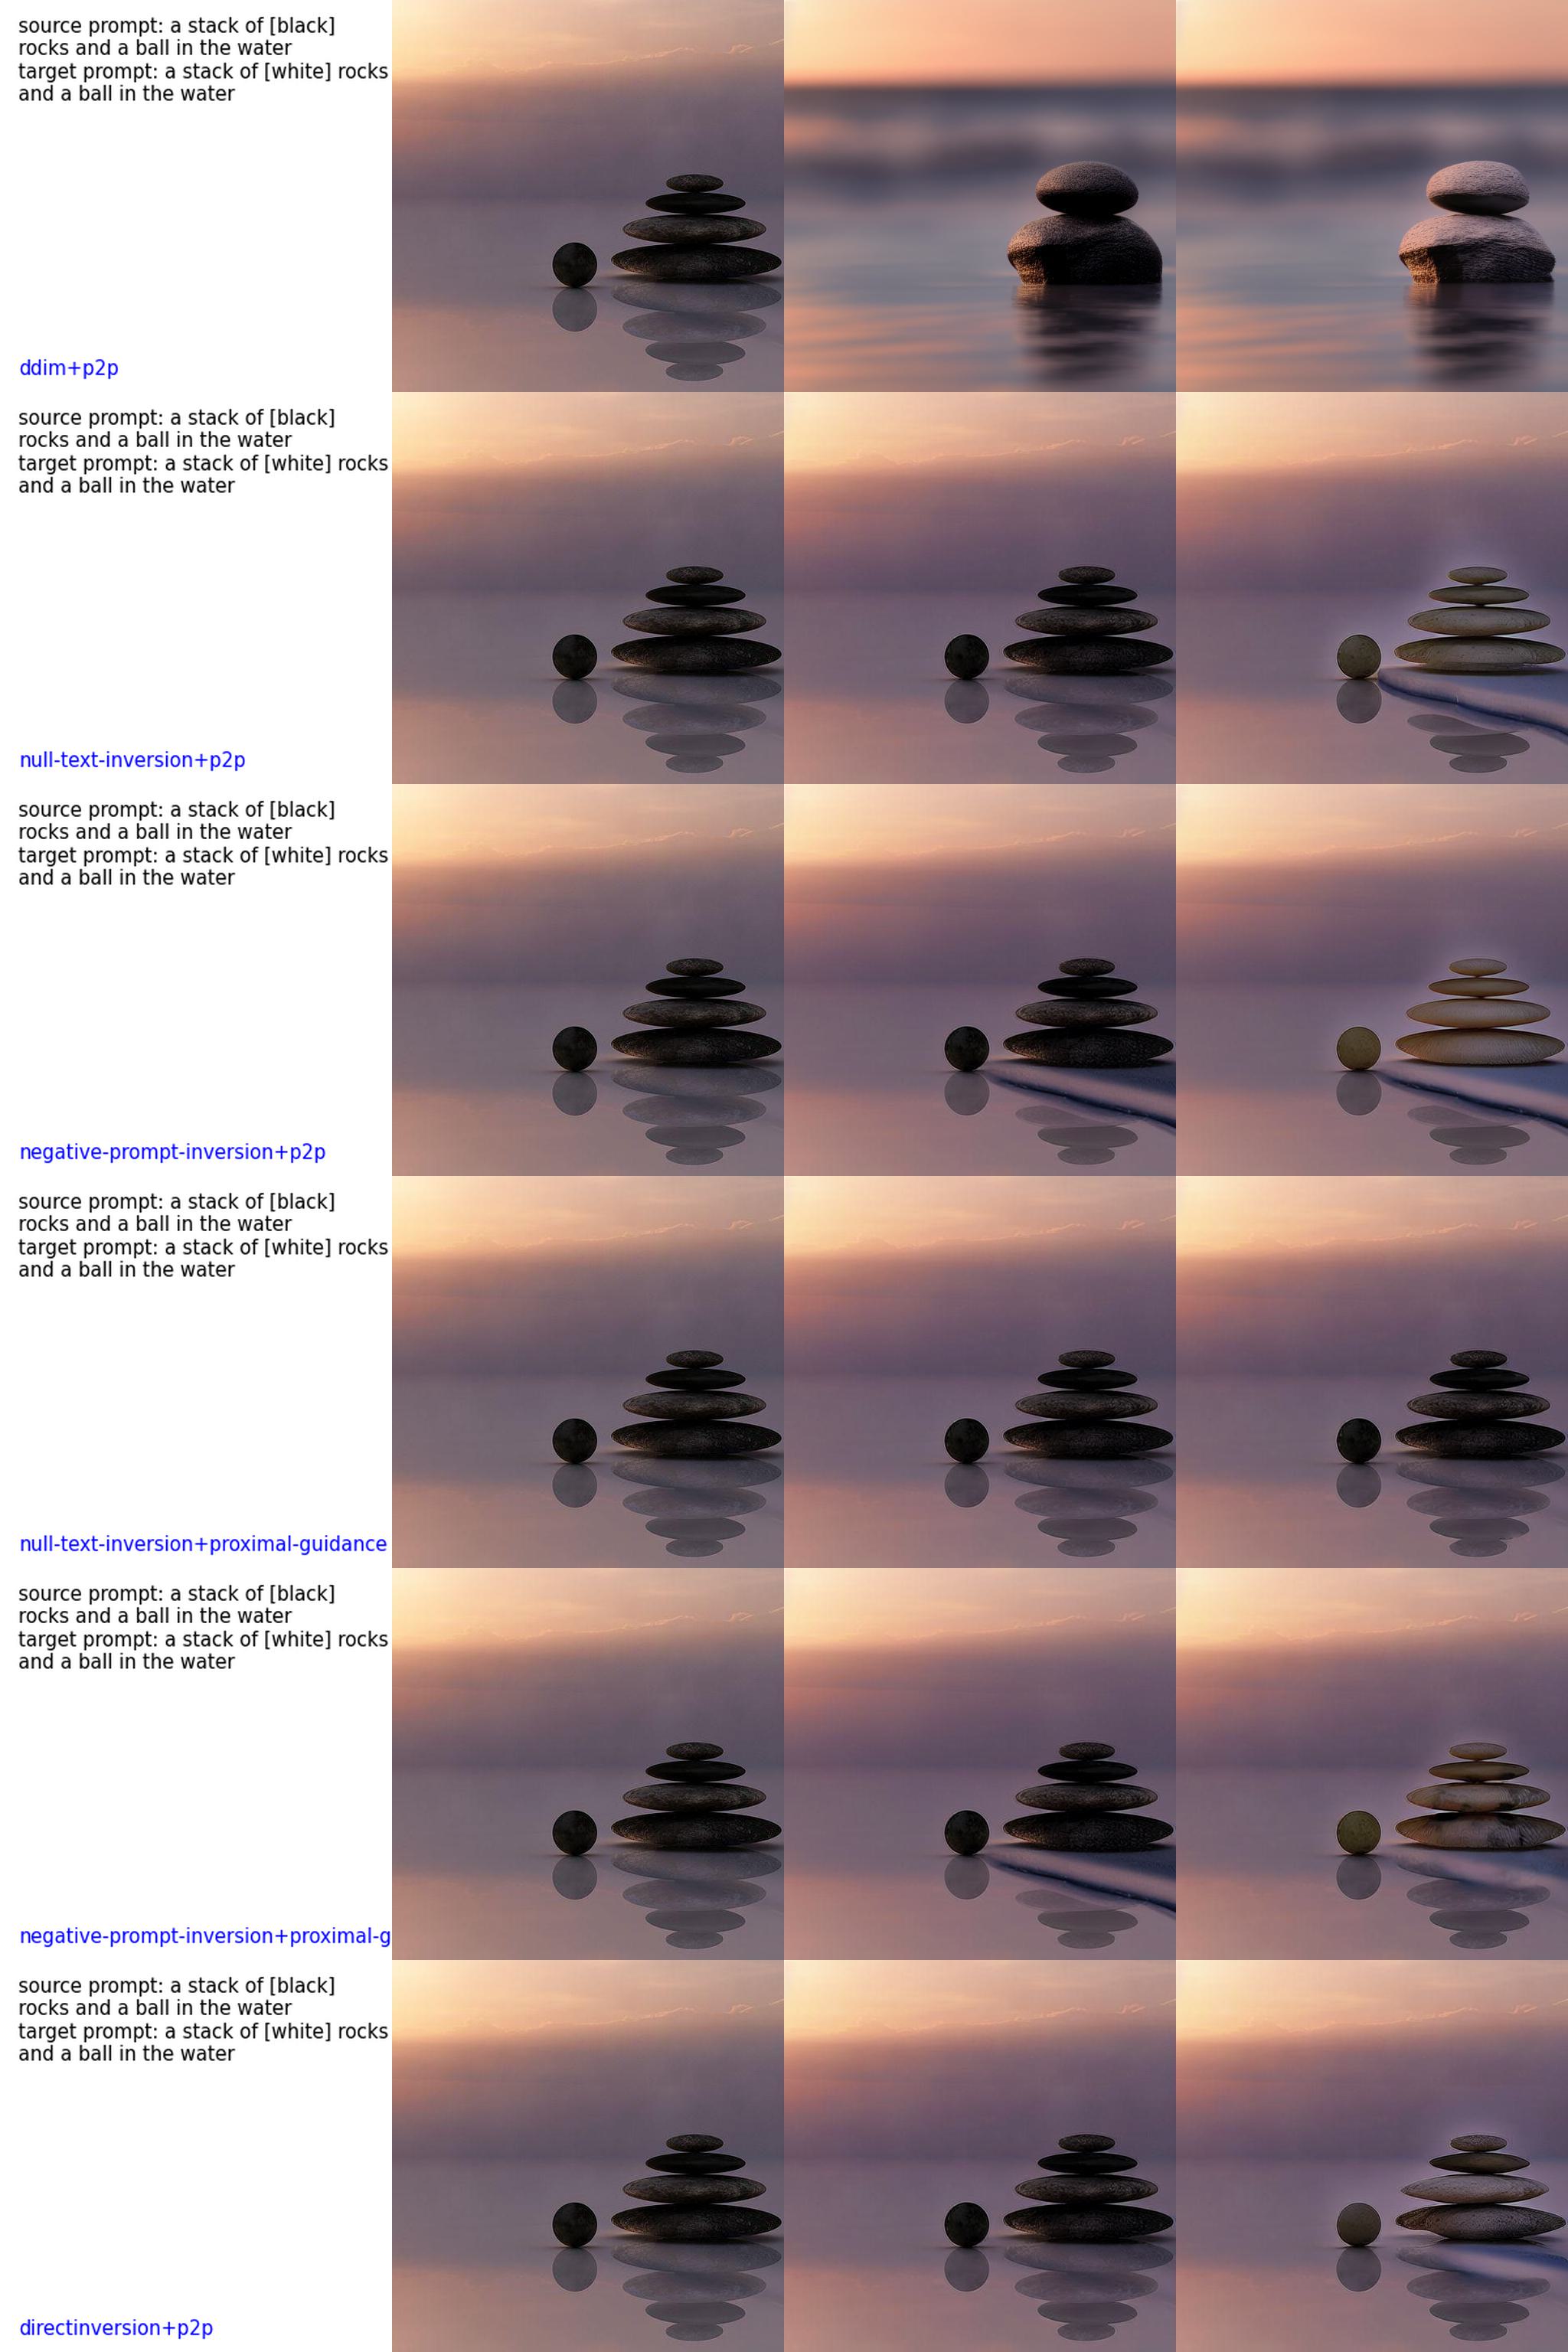 source prompt: a stack of [black]
rocks and a ball in the water
target prompt: a stack of [white] rocks
and a ball in the water
ddim+p2p
source prompt: a stack of [black]
rocks and a ball in the water
target prompt: a stack of [white] rocks
and a ball in the water
null-text-inversion+p2p
source prompt: a stack of [black]
rocks and a ball in the water
target prompt: a stack of [white] rocks
and a ball in the water
negative-prompt-inversion+p2p
source prompt: a stack of [black]
rocks and a ball in the water
target prompt: a stack of [white] rocks
and a ball in the water
null-text-inversion+proximal-guidance
source prompt: a stack of [black]
rocks and a ball in the water
target prompt: a stack of [white] rocks
and a ball in the water
negative-prompt-inversion+proximal-g
source prompt: a stack of [black]
rocks and a ball in the water
target prompt: a stack of [white] rocks
and a ball in the water
directinversion+p2p